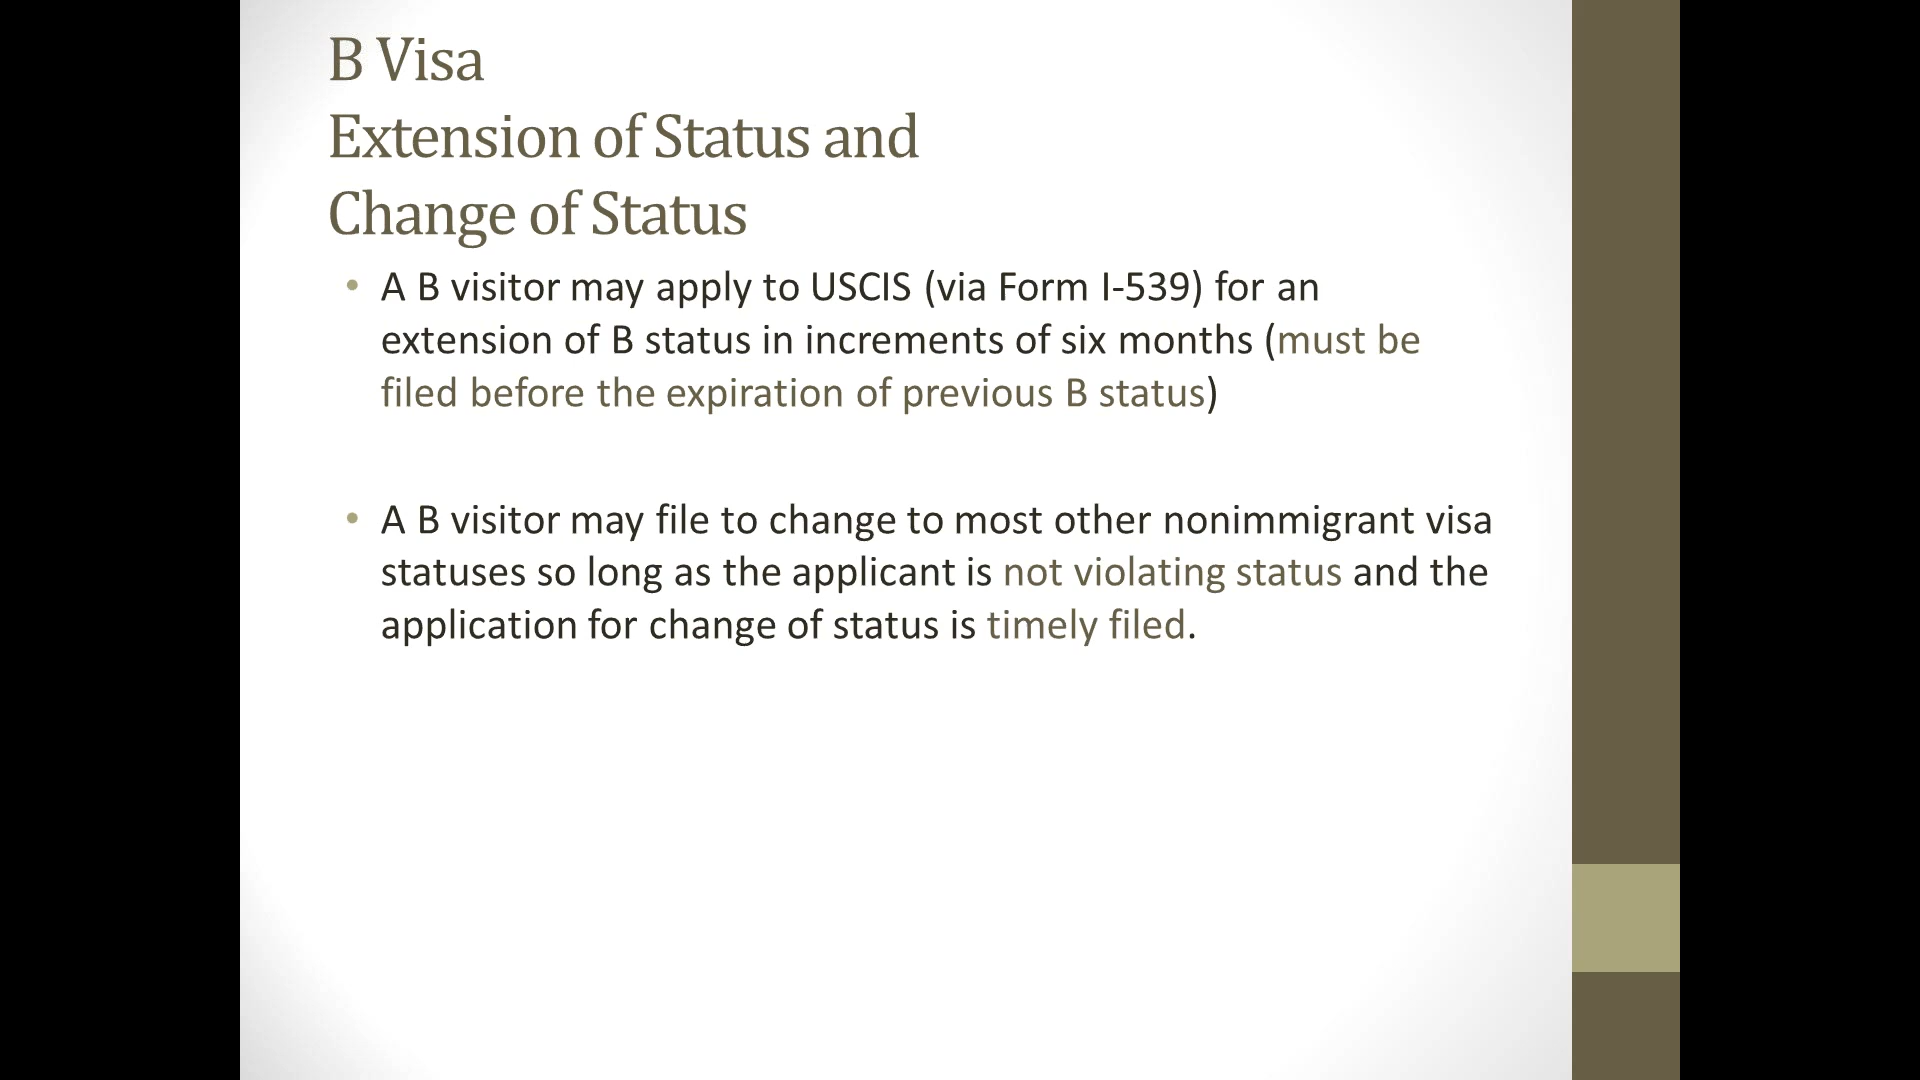 B Visa
Extension of Status and
Change of Status
• A B visitor may apply to USCIS (via Form I-539) for an
extension of B status in increments of six months (must be
filed before the expiration of previous B status)
• A B visitor may file to change to most other nonimmigrant visa
statuses so long as the applicant is not violating status and the
application for change of status is timely filed.